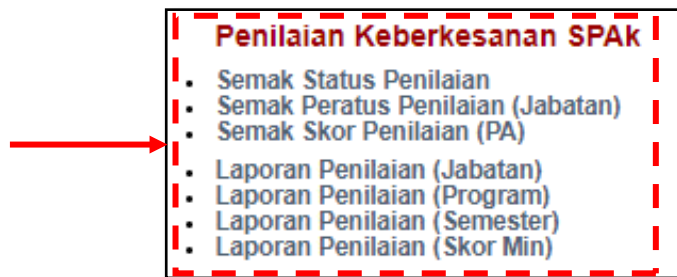 Penilaian Keberkesanan SPAk
Semak Status Penilaian
Semak Peratus Penilaian (Jabatan)
Semak Skor Penilaian (PA)
Laporan Penilaian (Jabatan)
Laporan Penilaian (Program)
Laporan Penilaian (Semester)
Laporan Penilaian (Skor Min)